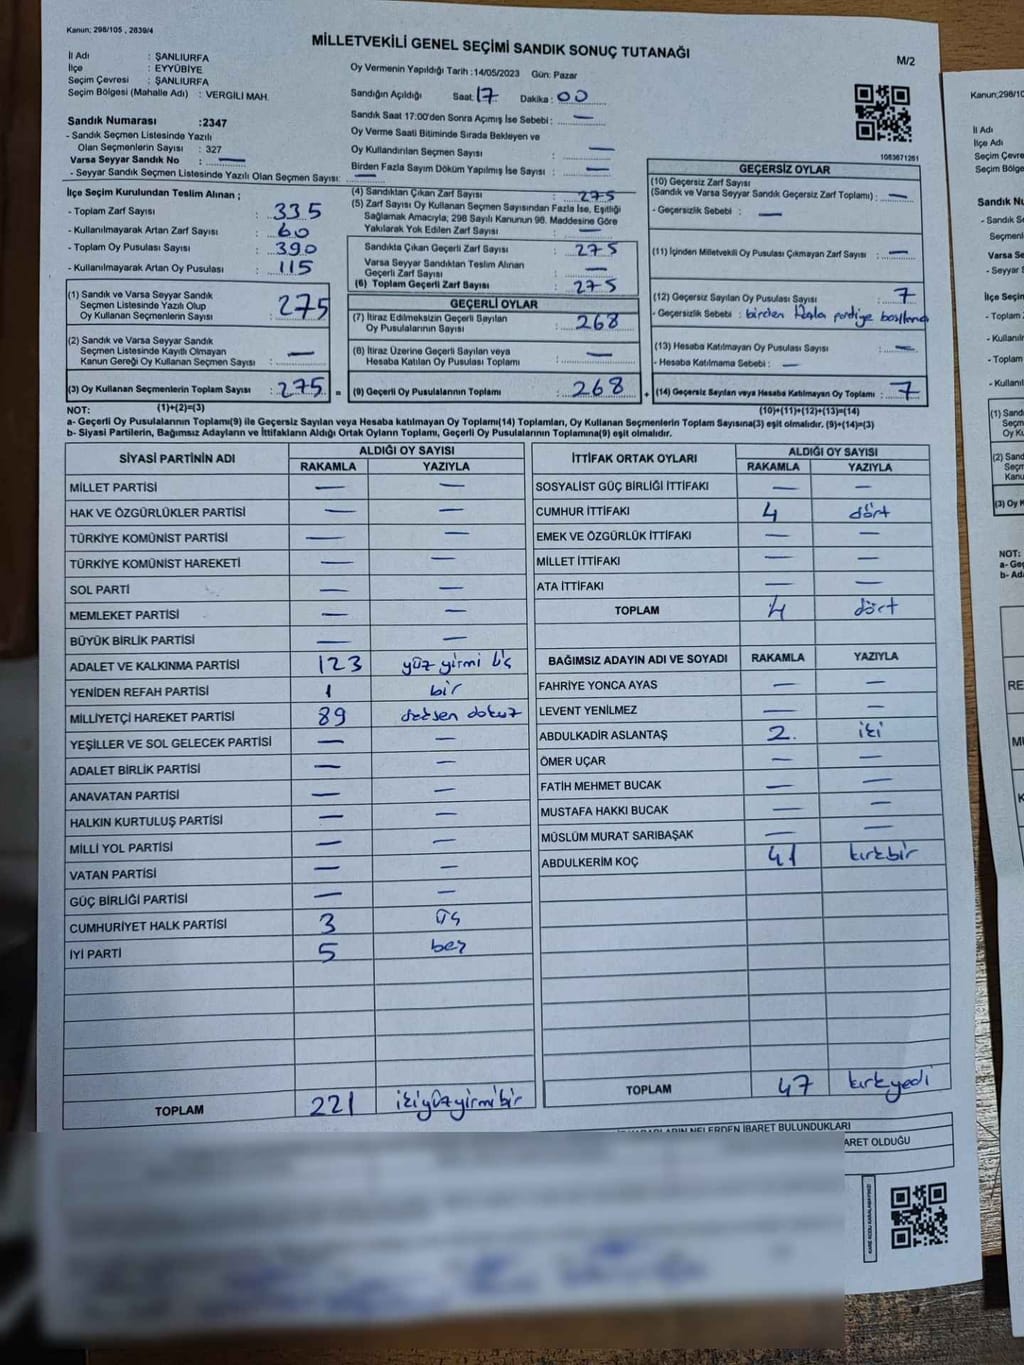 Kanun; 298/105 , 2839/4
MİLLETVEKİLİ GENEL SEÇİMİ SANDIK SONUÇ TUTANAĞI
M/2
İl Adı : ŞANLIURFA
İlçe : EYYÜBİYE
Seçim Çevresi : ŞANLIURFA
Seçim Bölgesi (Mahalle Adı) : VERGİLİ MAH.
Sandık Numarası :2347
- Sandık Seçmen Listesinde Yazılı
Olan Seçmenlerin Sayısı : 327
Varsa Seyyar Sandık No : —
- Seyyar Sandık Seçmen Listesinde Yazılı Olan Seçmen Sayısı: —
Oy Vermenin Yapıldığı Tarih :14/05/2023 Gün: Pazar
Sandığın Açıldığı Saat: 17 Dakika : 00
Sandık Saat 17:00'den Sonra Açımış İse Sebebi : —
Oy Verme Saati Bitiminde Sırada Bekleyen ve
Oy Kullandırılan Seçmen Sayısı : —
Birden Fazla Sayım Döküm Yapılmış İse Sayısı : —
1083671261
İlçe Seçim Kurulundan Teslim Alınan ;
- Toplam Zarf Sayısı : 335
- Kullanılmayarak Artan Zarf Sayısı : 60
- Toplam Oy Pusulası Sayısı : 390
- Kullanılmayarak Artan Oy Pusulası : 115
(1) Sandık ve Varsa Seyyar Sandık
Seçmen Listesinde Yazılı Olup
Oy Kullanan Seçmenlerin Sayısı : 275
(2) Sandık ve Varsa Seyyar Sandık
Seçmen Listesinde Kayıtlı Olmayan
Kanun Gereği Oy Kullanan Seçmen Sayısı : —
(3) Oy Kullanan Seçmenlerin Toplam Sayısı : 275 =
(4) Sandıktan Çıkan Zarf Sayısı : 275
(5) Zarf Sayısı Oy Kullanan Seçmen Sayısından Fazla İse, Eşitliği
Sağlamak Amacıyla; 298 Sayılı Kanunun 98. Maddesine Göre
Yakılarak Yok Edilen Zarf Sayısı : —
Sandıkta Çıkan Geçerli Zarf Sayısı : 275
Varsa Seyyar Sandıktan Teslim Alınan
Geçerli Zarf Sayısı : —
(6) Toplam Geçerli Zarf Sayısı : 275
GEÇERLİ OYLAR
(7) İtiraz Edilmeksizin Geçerli Sayılan
Oy Pusulalarının Sayısı : 268
(8) İtiraz Üzerine Geçerli Sayılan veya
Hesaba Katılan Oy Pusulası Toplamı : —
(9) Geçerli Oy Pusulalarının Toplamı : 268 +
GEÇERSİZ OYLAR
(10) Geçersiz Zarf Sayısı
(Sandık ve Varsa Seyyar Sandık Geçersiz Zarf Toplamı) : —
- Geçersizlik Sebebi : —
(11) İçinden Milletvekili Oy Pusulası Çıkmayan Zarf Sayısı : —
(12) Geçersiz Sayılan Oy Pusulası Sayısı : 7
- Geçersizlik Sebebi : birden fazla partiye
(13) Hesaba Katılmayan Oy Pusulası Sayısı : —
- Hesaba Katılmama Sebebi : —
(14) Geçersiz Sayılan veya Hesaba Katılmayan Oy Toplamı : 7
NOT: (1)+(2)=(3) (10)+(11)+(12)+(13)=(14)
a- Geçerli Oy Pusulalarının Toplamı(9) ile Geçersiz Sayılan veya Hesaba katılmayan Oy Toplamı(14) Toplamları, Oy Kullanan Seçmenlerin Toplam Sayısına(3) eşit olmalıdır. (9)+(14)=(3)
b- Siyasi Partilerin, Bağımsız Adayların ve İttifakların Aldığı Ortak Oyların Toplamı, Geçerli Oy Pusulalarının Toplamına(9) eşit olmalıdır.
SİYASİ PARTİNİN ADI ALDIĞI OY SAYISI
RAKAMLA YAZIYLA
MİLLET PARTİSİ — —
HAK VE ÖZGÜRLÜKLER PARTİSİ — —
TÜRKİYE KOMÜNİST PARTİSİ — —
TÜRKİYE KOMÜNİST HAREKETİ — —
SOL PARTİ — —
MEMLEKET PARTİSİ — —
BÜYÜK BİRLİK PARTİSİ — —
ADALET VE KALKINMA PARTİSİ 123 yüz yirmi üç
YENİDEN REFAH PARTİSİ 1 bir
MİLLİYETÇİ HAREKET PARTİSİ 89 seksen dokuz
YEŞİLLER VE SOL GELECEK PARTİSİ — —
ADALET BİRLİK PARTİSİ — —
ANAVATAN PARTİSİ — —
HALKIN KURTULUŞ PARTİSİ — —
MİLLİ YOL PARTİSİ — —
VATAN PARTİSİ — —
GÜÇ BİRLİĞİ PARTİSİ — —
CUMHURİYET HALK PARTİSİ 3 üç
İYİ PARTİ 5 beş
TOPLAM 221 ikiyüzyirmibir
İTTİFAK ORTAK OYLARI ALDIĞI OY SAYISI
RAKAMLA YAZIYLA
SOSYALİST GÜÇ BİRLİĞİ İTTİFAKI — —
CUMHUR İTTİFAKI 4 dört
EMEK VE ÖZGÜRLÜK İTTİFAKI — —
MİLLET İTTİFAKI — —
ATA İTTİFAKI — —
TOPLAM 4 dört
BAĞIMSIZ ADAYIN ADI VE SOYADI RAKAMLA YAZIYLA
FAHRİYE YONCA AYAS — —
LEVENT YENİLMEZ — —
ABDULKADİR ASLANTAŞ 2. iki
ÖMER UÇAR — —
FATİH MEHMET BUCAK — —
MUSTAFA HAKKI BUCAK — —
MÜSLÜM MURAT SARIBAŞAK — —
ABDULKERİM KOÇ 41 kırkbir
TOPLAM 47 kırkyedi
NELERDEN İBARET BULUNDUKLARI
OLDUĞU
Kanun;298/10
İl Adı
İlçe Adı
Seçim Çevre
Seçim Bölge